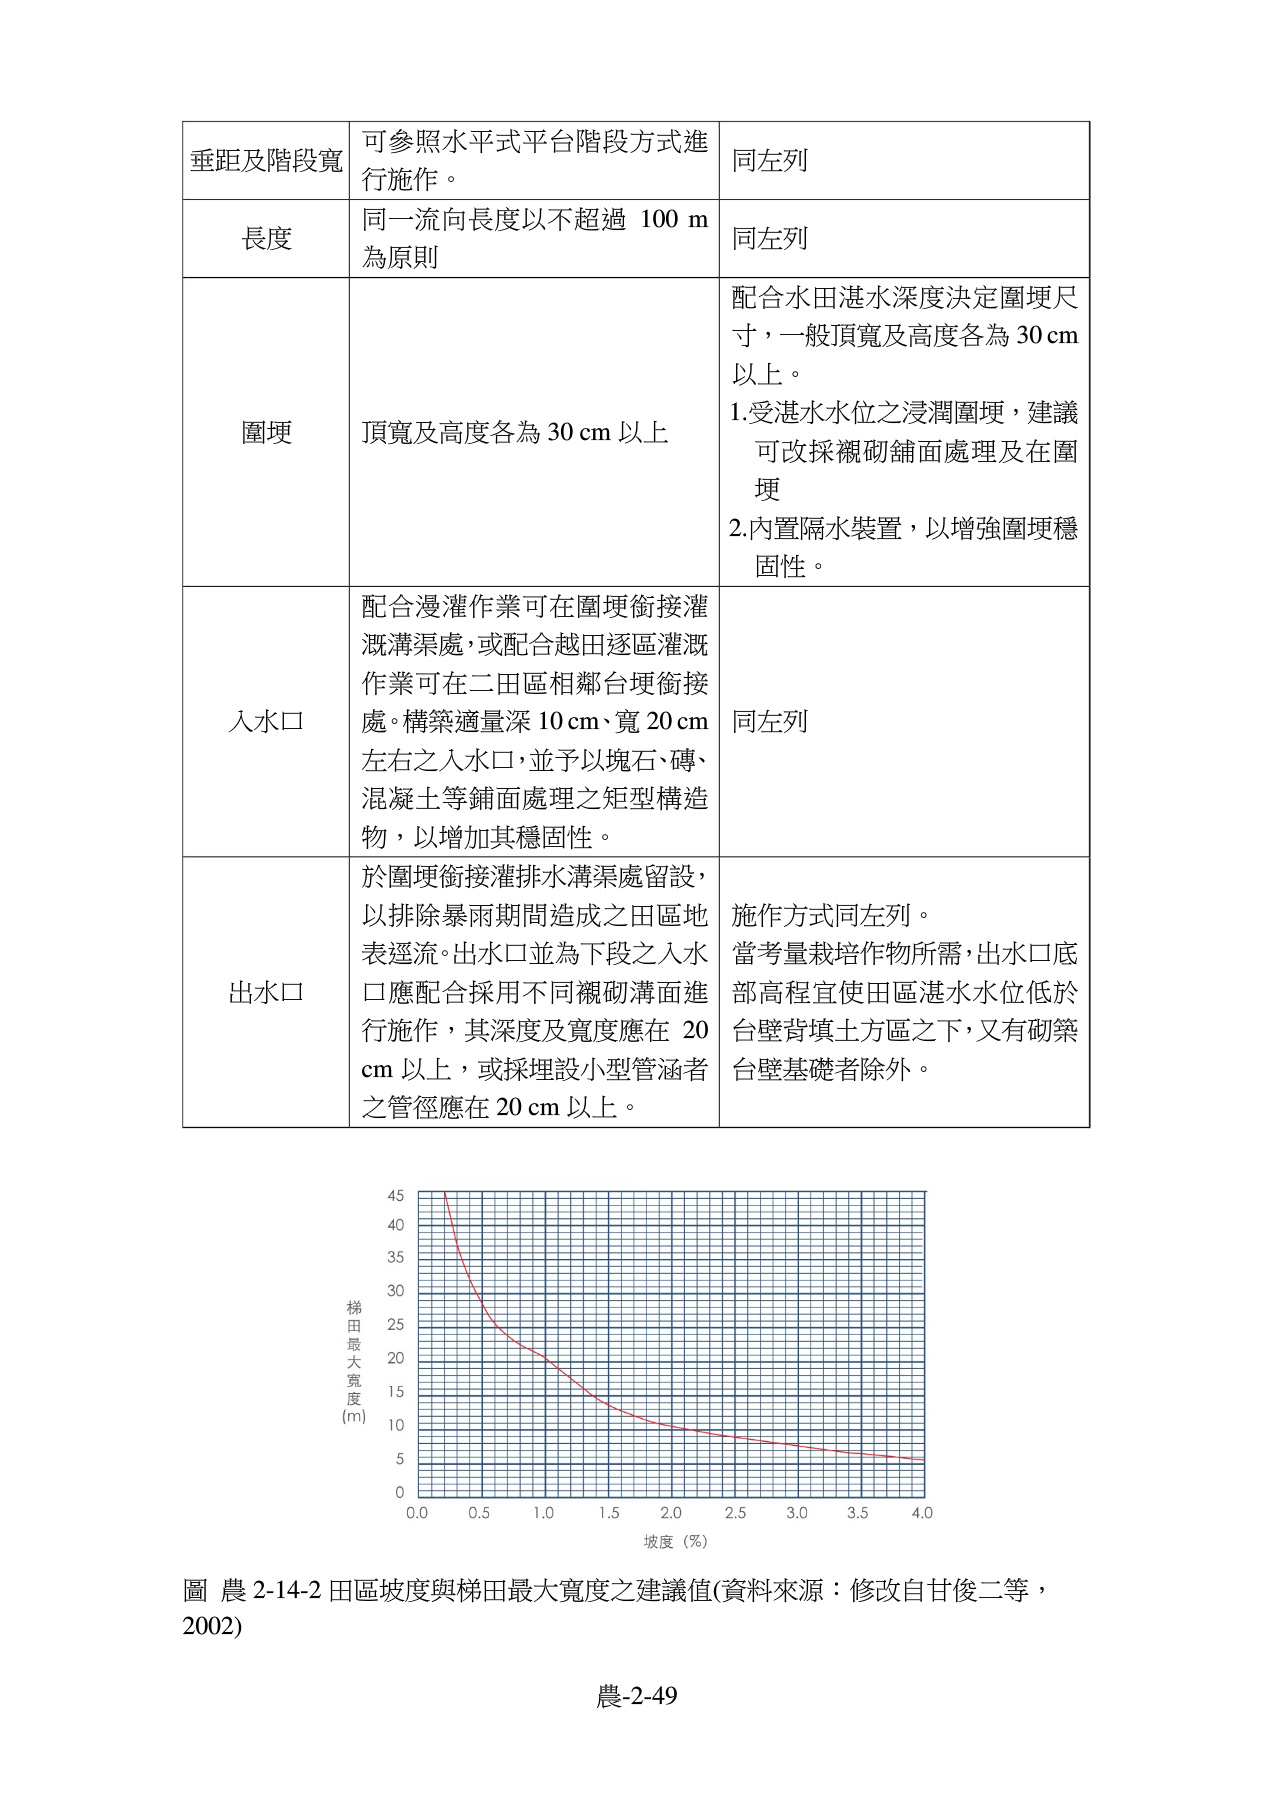 垂距及階段寬
可參照水平式平台階段方式進
行施作。
同左列
長度
同一流向長度以不超過 100 m
為原則
同左列
圍埂
頂寬及高度各為 30 cm 以上
配合水田湛水深度決定圍埂尺
寸，一般頂寬及高度各為 30 cm
以上。
1.受湛水水位之浸潤圍埂，建議
可改採襯砌舖面處理及在圍
埂
2.內置隔水裝置，以增強圍埂穩
固性。
入水口
配合漫灌作業可在圍埂銜接灌
溉溝渠處，或配合越田逐區灌溉
作業可在二田區相鄰台埂銜接
處。構築適量深 10 cm、寬 20 cm
左右之入水口，並予以塊石、磚、
混凝土等鋪面處理之矩型構造
物，以增加其穩固性。
同左列
出水口
於圍埂銜接灌排水溝渠處留設，
以排除暴雨期間造成之田區地
表逕流。出水口並為下段之入水
口應配合採用不同襯砌溝面進
行施作，其深度及寬度應在 20
cm 以上，或採埋設小型管涵者
之管徑應在 20 cm 以上。
施作方式同左列。
當考量栽培作物所需，出水口底
部高程宜使田區湛水水位低於
台壁背填土方區之下，又有砌築
台壁基礎者除外。
梯田最大寬度(m)
45
40
35
30
25
20
15
10
5
0
0.0 0.5 1.0 1.5 2.0 2.5 3.0 3.5 4.0
坡度 (%)
圖 農 2-14-2 田區坡度與梯田最大寬度之建議值(資料來源：修改自甘俊二等，
2002)
農-2-49